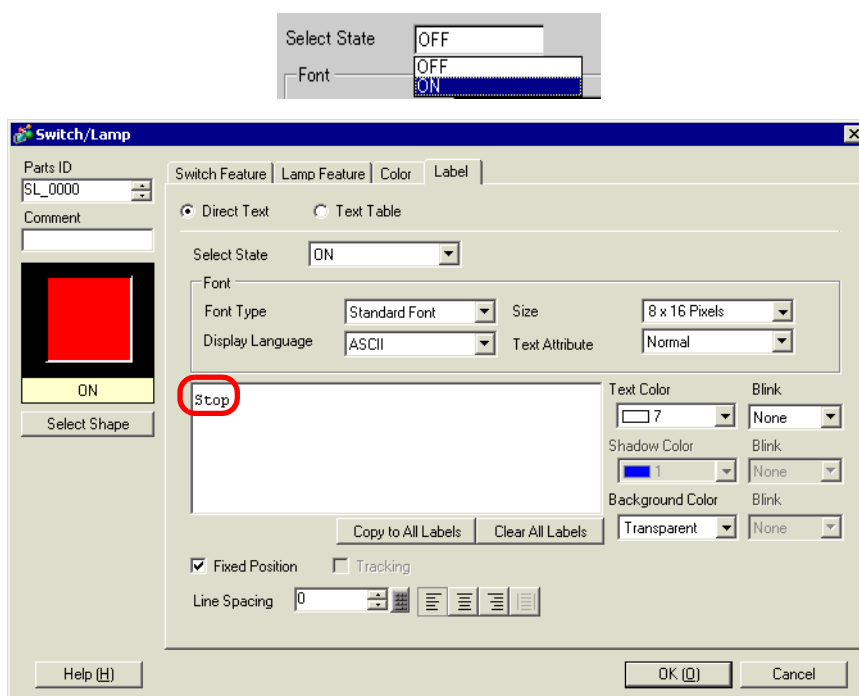 Select State OFF
OFF
Font
ON
Switch/Lamp
Parts ID
SL_0000
Comment
ON
Select Shape
Switch Feature Lamp Feature Color Label
Direct Text Text Table
Select State ON
Font
Font Type Standard Font Size 8 x 16 Pixels
Display Language ASCII Text Attribute Normal
Stop
Text Color Blink
7 None
Shadow Color Blink
1 None
Background Color Blink
Transparent None
Copy to All Labels Clear All Labels
Fixed Position Tracking
Line Spacing 0
Help (H) OK (O) Cancel